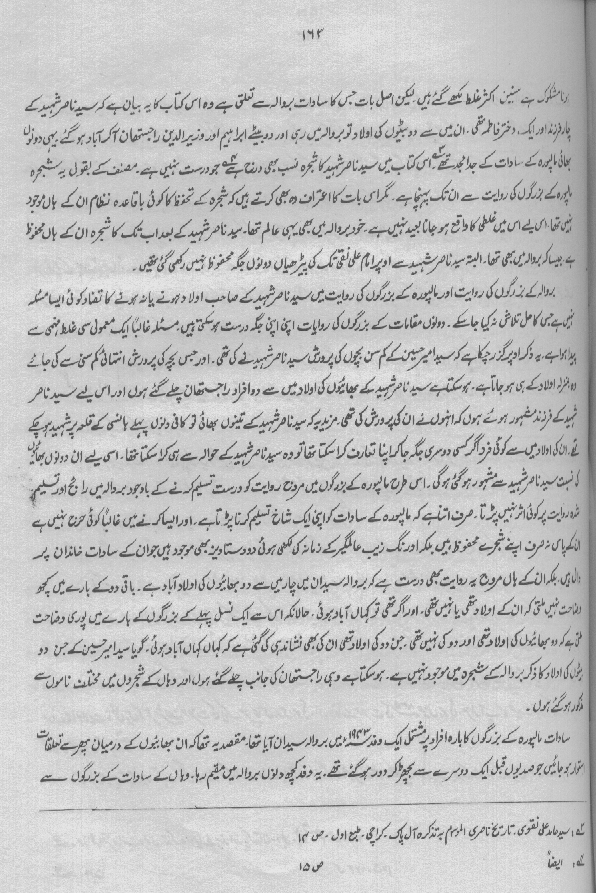 ۱۶۳
ہونا مشکوک ہے سنین اکثر غلط لکھے گئے ہیں۔ لیکن اصل بات جس کا سادات بروالہ سے تعلق ہے وہ اس کتاب کا یہ بیان ہے کہ سید ناصر شہید کے
چار فرزند اور ایک دختر فاطمہ تھی۔ ان میں سے دو بیٹیوں کی اولاد تو بروالہ میں رہی اور دو بیٹے ابراہیم اور وزیر الدین راجستھان آکر آباد ہو گئے یہی دونوں
بھائی مالپورہ کے سادات کے جد امجد تھے ؎ اس کتاب میں سید ناصر شہید کا شجرہ نسب بھی درج ہے ؎ جو درست نہیں ہے۔ مصنف کے بقول یہ شجرہ
مالپورہ کے بزرگوں کی روایت سے ان تک پہنچا ہے۔ مگر اس بات کا اعتراف وہ بھی کرتے ہیں کہ شجرہ کے تحفظ کا کوئی باقاعدہ نظام ان کے ہاں موجود
نہیں تھا۔ اس لیے اس میں غلطی کا واقع ہو جانا بعید نہیں ہے۔ خود بروالہ میں بھی یہی عالم تھا۔ سید ناصر شہید کے بعد اب تک کا شجرہ ان کے ہاں محفوظ
ہے جیسا کہ بروالہ میں بھی تھا۔ البتہ سید ناصر شہید سے اوپر امام علی نقی تک کی پیڑھیاں دونوں جگہ محفوظ نہیں رکھی گئی تھیں۔
بروالہ کے بزرگوں کی روایت اور مالپورہ کے بزرگوں کی روایت میں سید ناصر شہید کے صاحب اولاد ہونے یا نہ ہونے کا تضاد کوئی ایسا مسئلہ
نہیں ہے جس کا حل تلاش نہ کیا جا سکے۔ دونوں مقامات کے بزرگوں کی روایات اپنی اپنی جگہ درست ہو سکتی ہیں۔ مسئلہ غالباً ایک معمولی سی غلط فہمی سے
پیدا ہوا ہے۔ یہ ذکر اوپر گزر چکا ہے کہ سید امیر حسین کے کم سن بچوں کی پرورش سید ناصر شہید نے کی تھی۔ اور جس بچہ کی پرورش انتہائی کم سنی سے کی جائے
وہ بمنزلہ اولاد کے ہی ہو جاتا ہے۔ ہو سکتا ہے سید ناصر شہید کے بھائیوں کی اولاد میں سے دو افراد راجستھان چلے گئے ہوں اور اس لیے سید ناصر
شہید کے فرزند مشہور ہوئے ہوں کہ انہوں نے ان کی پرورش کی تھی۔ مزید یہ کہ سید ناصر شہید کے تینوں بھائی تو کافی دنوں پہلے ہانسی کے قلعہ پر شہید ہو چکے
تھے۔ ان کی اولاد میں سے کوئی فرد اگر کسی دوسری جگہ جا کر اپنا تعارف کرا سکتا تھا تو وہ سید ناصر شہید کے حوالہ سے ہی کرا سکتا تھا۔ اسی لیے ان دونوں بھائیوں
کی نسبت سید ناصر شہید سے مشہور ہو گئی ہوگی۔ اس طرح مالپورہ کے بزرگوں میں مروج روایت کو درست تسلیم کرنے کے باوجود بروالہ میں رائج اور تسلیم
شدہ روایت پر کوئی اثر نہیں پڑتا۔ صرف اتنا ہے کہ مالپورہ کے سادات کو اپنی ایک شاخ تسلیم کرنا پڑتا ہے۔ اور ایسا کرنے میں غالباً کوئی حرج نہیں ہے
ان کے پاس نہ صرف اپنے شجرے محفوظ ہیں بلکہ اورنگ زیب عالمگیر کے زمانہ کی لکھی ہوئی دو دستاویز بھی موجود ہیں جو ان کے سادات خاندان پر
دال ہیں۔ بلکہ ان کے ہاں مروج یہ روایت بھی درست ہے کہ بروالہ سیدان میں چار میں سے دو بھائیوں کی اولاد آباد ہے۔ باقی دو کے بارے میں کچھ
وضاحت نہیں ملتی کہ ان کے اولاد تھی یا نہیں تھی۔ اور اگر تھی تو کہاں آباد ہوئی۔ حالانکہ اس سے ایک نسل پہلے کے بزرگوں کے بارے میں پوری وضاحت
ملتی ہے کہ دو بھائیوں کی اولاد تھی اور دو کی نہیں تھی۔ جن دو کی اولاد تھی ان کی بھی نشاندہی کی گئی ہے کہ کہاں کہاں آباد ہوئی۔ گویا سید امیر حسین کے جن دو
بیٹوں کی اولاد کا ذکر بروالہ کے شجرہ میں موجود نہیں ہے۔ ہو سکتا ہے وہی راجستھان کی جانب چلے گئے ہوں اور وہاں کے شجروں میں مختلف ناموں سے
مذکور ہو گئے ہوں۔
سادات مالپورہ کے بزرگوں کا بارہ افراد پر مشتمل ایک وفد ۱۹۴۳ء میں بروالہ سیدان آیا تھا۔ مقصد یہ تھا کہ ان بھائیوں کے درمیان پھر سے تعلقات
استوار ہو جائیں جو صدیوں قبل ایک دوسرے سے بچھڑ کر دور ہو گئے تھے۔ یہ وفد کچھ دنوں بروالہ میں مقیم رہا۔ وہاں کے سادات کے بزرگوں سے
؎ : سید حامد علی نقوی۔ تاریخ ناصری الموسوم بہ تذکرہ آل پاک۔ کراچی۔ طبع اول۔ ص ۱۴
؎ : ایضاً ص ۱۵